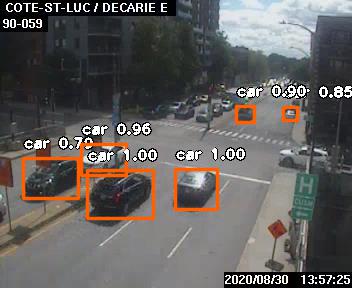 COTE-ST-LUC / DECARIE E
90-059
car 0.90
0.85
car 0.96
car 0.79
car 1.00
car 1.00
H
CUSM
2020/08/30 13:57:25